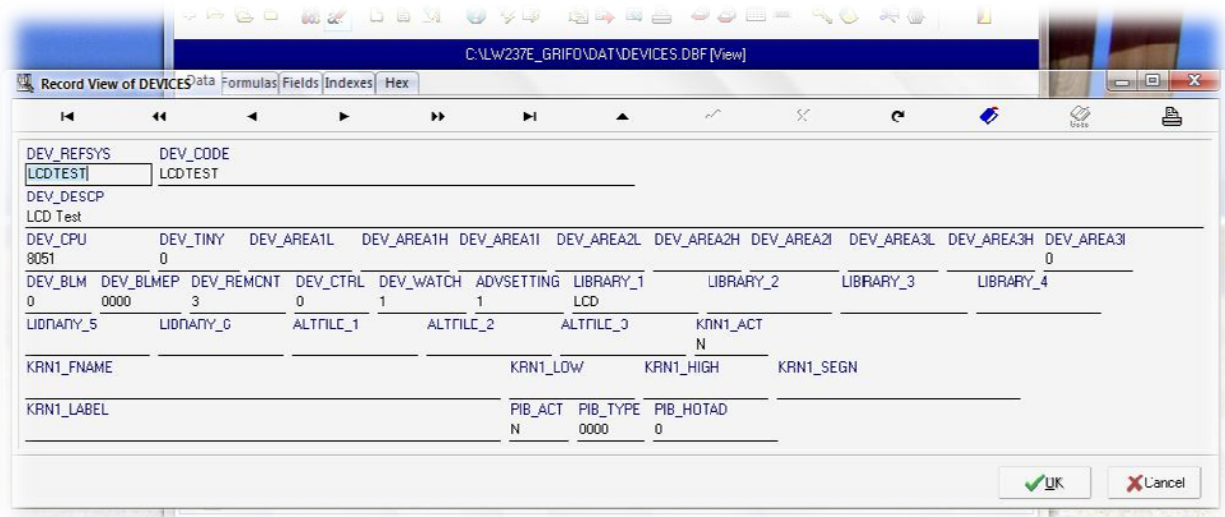 C:\LW237E_GRIFO\DAT\DEVICES.DBF [View]
Record View of DEVICES Data Formulas Fields Indexes Hex
Goto
DEV_REFSYS DEV_CODE
LCDTEST LCDTEST
DEV_DESCP
LCD Test
DEV_CPU DEV_TINY DEV_AREA1L DEV_AREA1H DEV_AREA1I DEV_AREA2L DEV_AREA2H DEV_AREA2I DEV_AREA3L DEV_AREA3H DEV_AREA3I
8051 0 0
DEV_BLM DEV_BLMEP DEV_REMCNT DEV_CTRL DEV_WATCH ADVSETTING LIBRARY_1 LIBRARY_2 LIBRARY_3 LIBRARY_4
0 0000 3 0 1 1 LCD
LIBRARY_5 LIBRARY_6 ALTFILE_1 ALTFILE_2 ALTFILE_3 KRN1_ACT
N
KRN1_FNAME KRN1_LOW KRN1_HIGH KRN1_SEGN
KRN1_LABEL PIB_ACT PIB_TYPE PIB_HOTAD
N 0000 0
OK Cancel